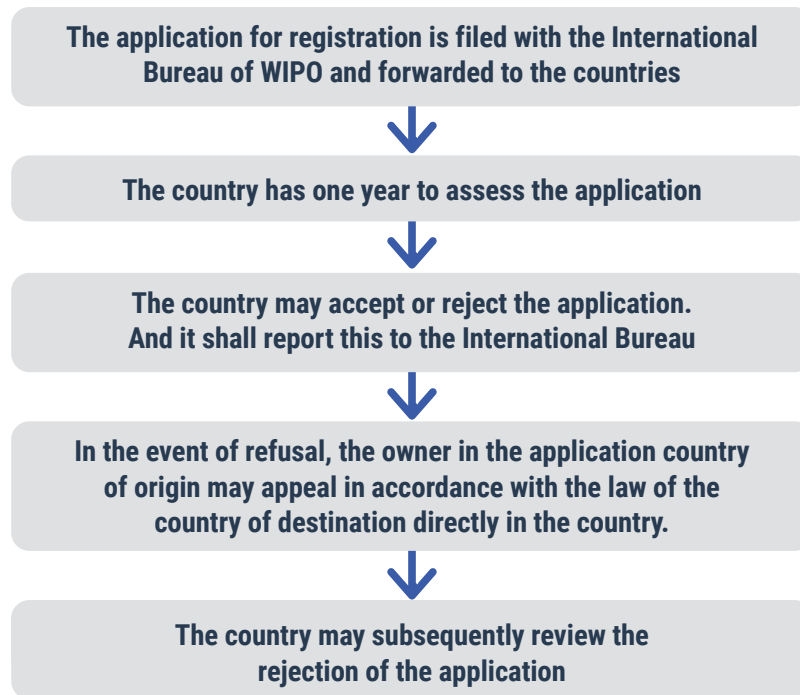 The application for registration is filed with the International
Bureau of WIPO and forwarded to the countries
The country has one year to assess the application
The country may accept or reject the application.
And it shall report this to the International Bureau
In the event of refusal, the owner in the application country
of origin may appeal in accordance with the law of the
country of destination directly in the country.
The country may subsequently review the
rejection of the application